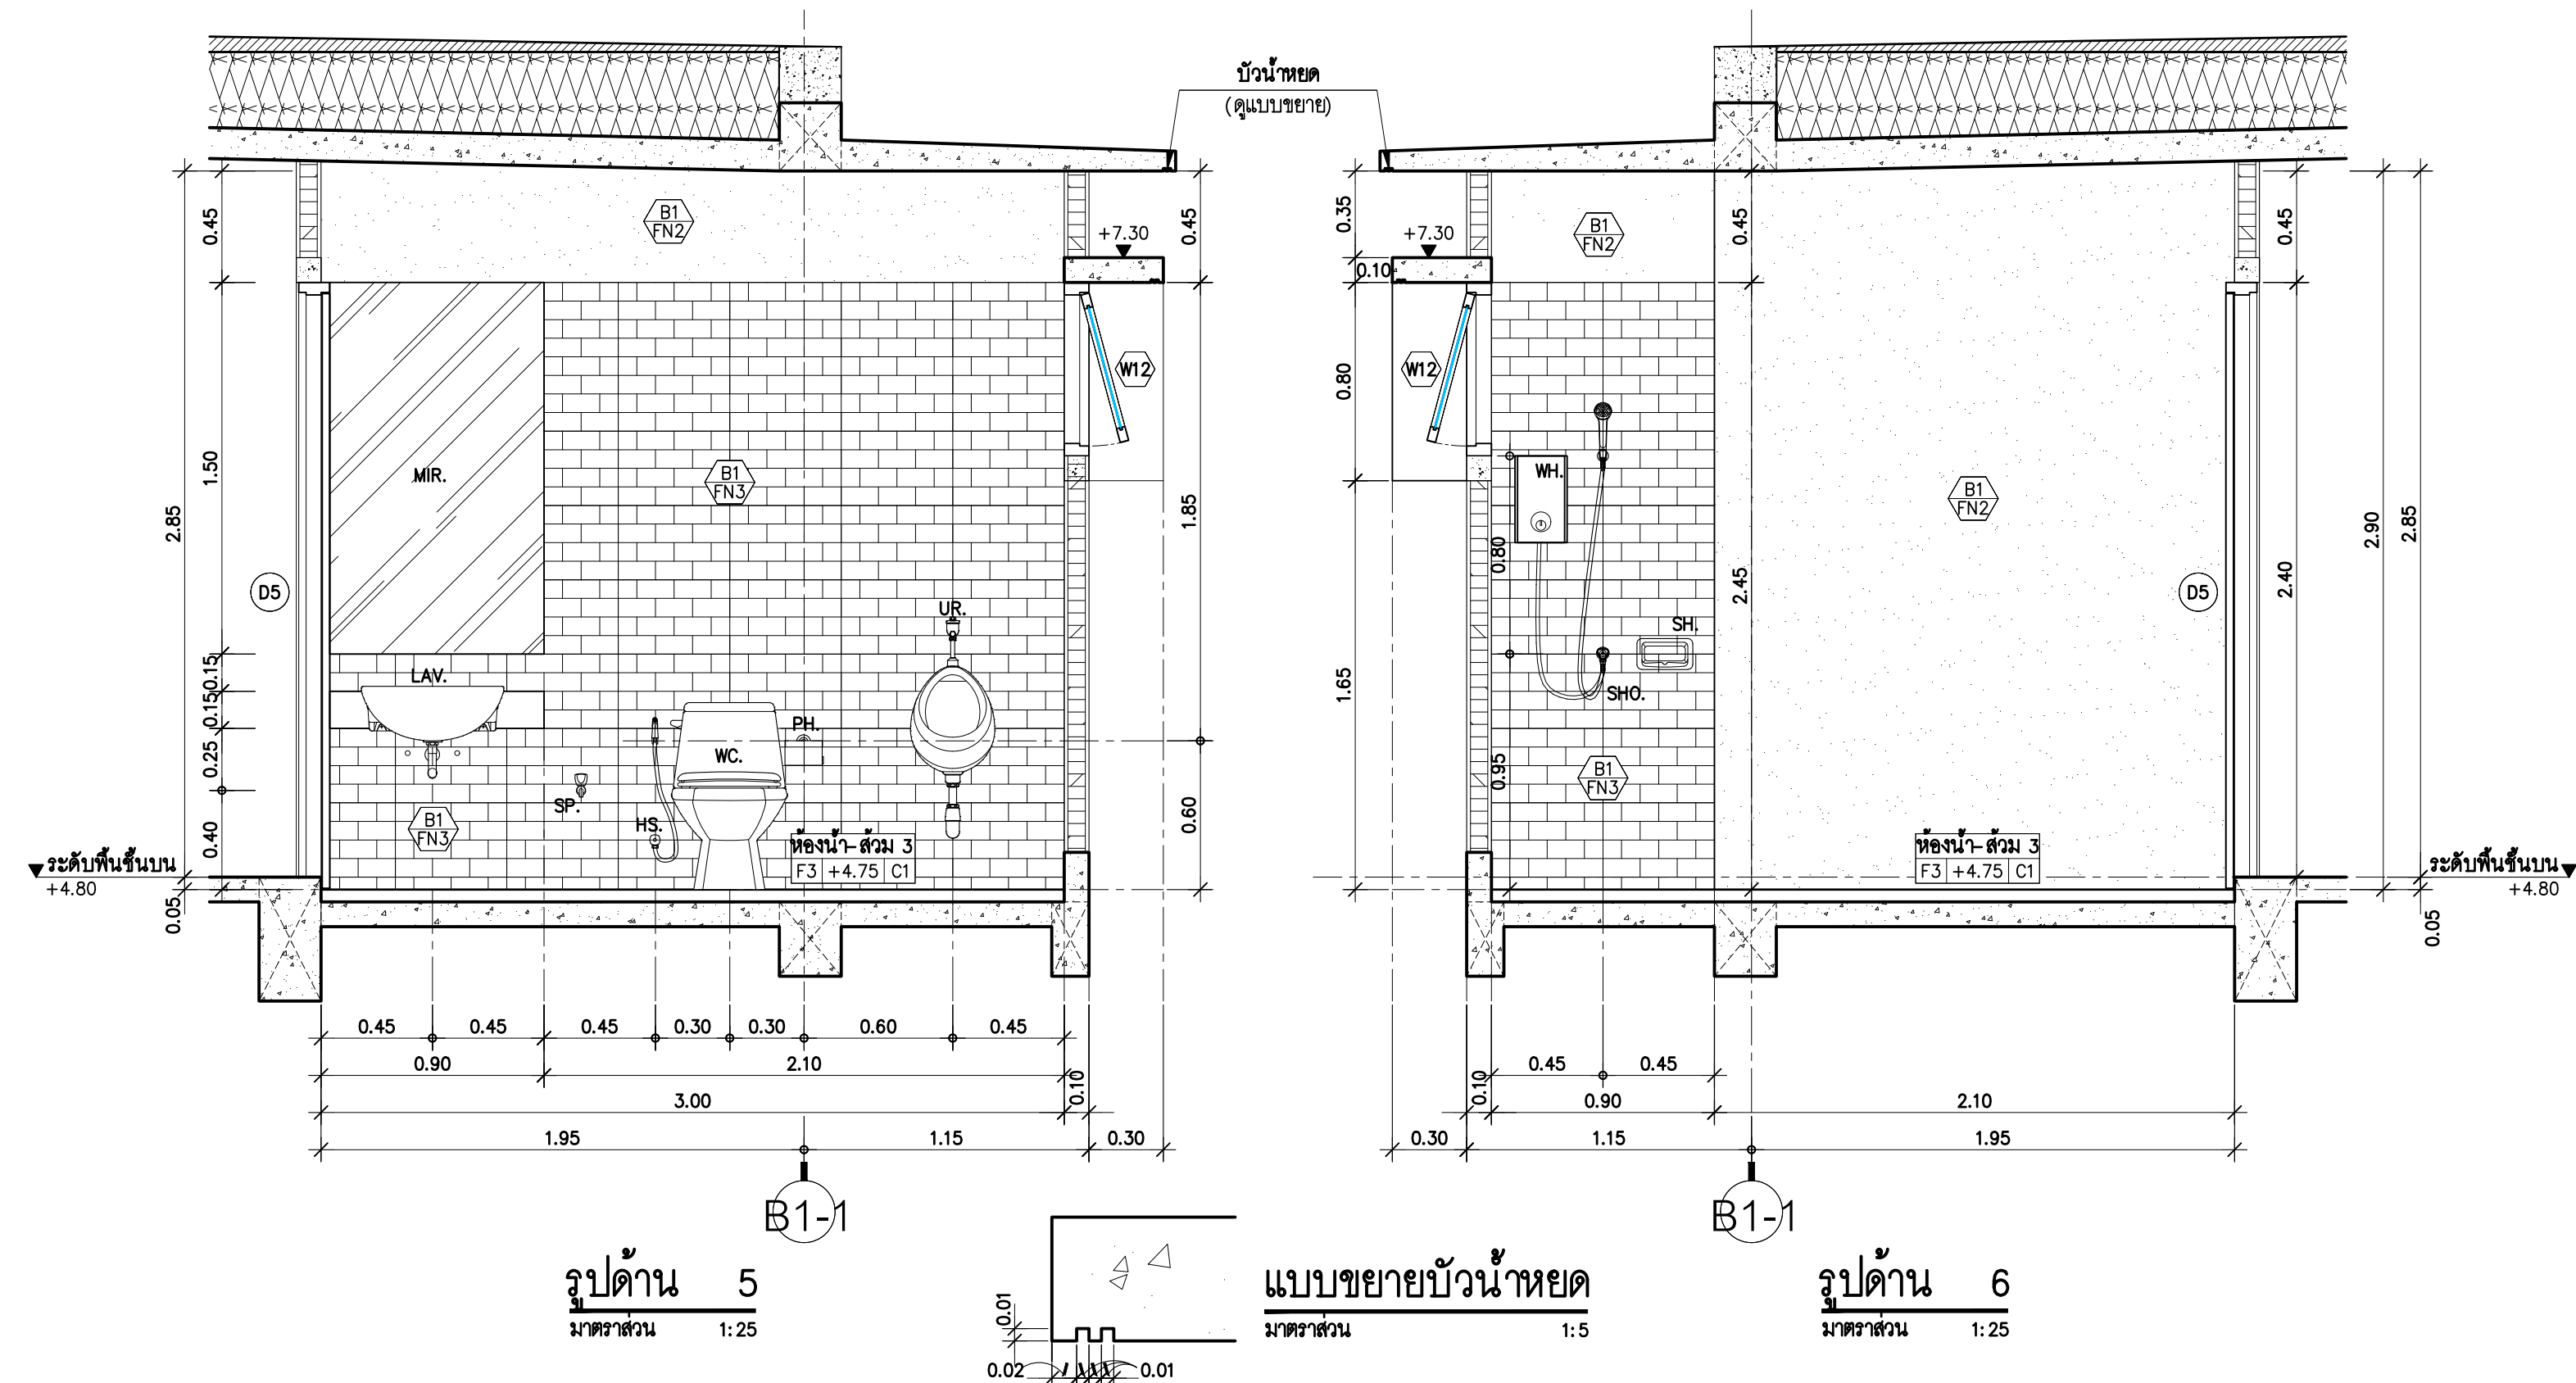 บัวน้ำหยด
(ดูแบบขยาย)
B1
FN2
+7.30
0.45
0.45
W12
MIR.
B1
FN3
1.50
2.85
1.85
D5
UR.
0.15
LAV.
0.15
PH.
WC.
0.25
SP.
HS.
B1
FN3
0.40
0.60
ห้องน้ำ-ส้วม 3
F3 +4.75 C1
ระดับพื้นชั้นบน
+4.80
0.05
0.45 0.45 0.45 0.30 0.30 0.60 0.45
0.90 2.10
0.10
3.00
1.95 1.15 0.30
B1-1
รูปด้าน 5
มาตราส่วน 1:25
0.35
+7.30
B1
FN2
0.45
0.45
0.10
W12
0.80
WH.
B1
FN2
0.80
2.45
2.90
2.85
2.40
D5
SH.
SHO.
1.65
0.95
B1
FN3
ห้องน้ำ-ส้วม 3
F3 +4.75 C1
ระดับพื้นชั้นบน
+4.80
0.05
0.45 0.45
0.10
0.90 2.10
0.30 1.15 1.95
B1-1
0.01
0.02 0.01
แบบขยายบัวน้ำหยด
มาตราส่วน 1:5
รูปด้าน 6
มาตราส่วน 1:25